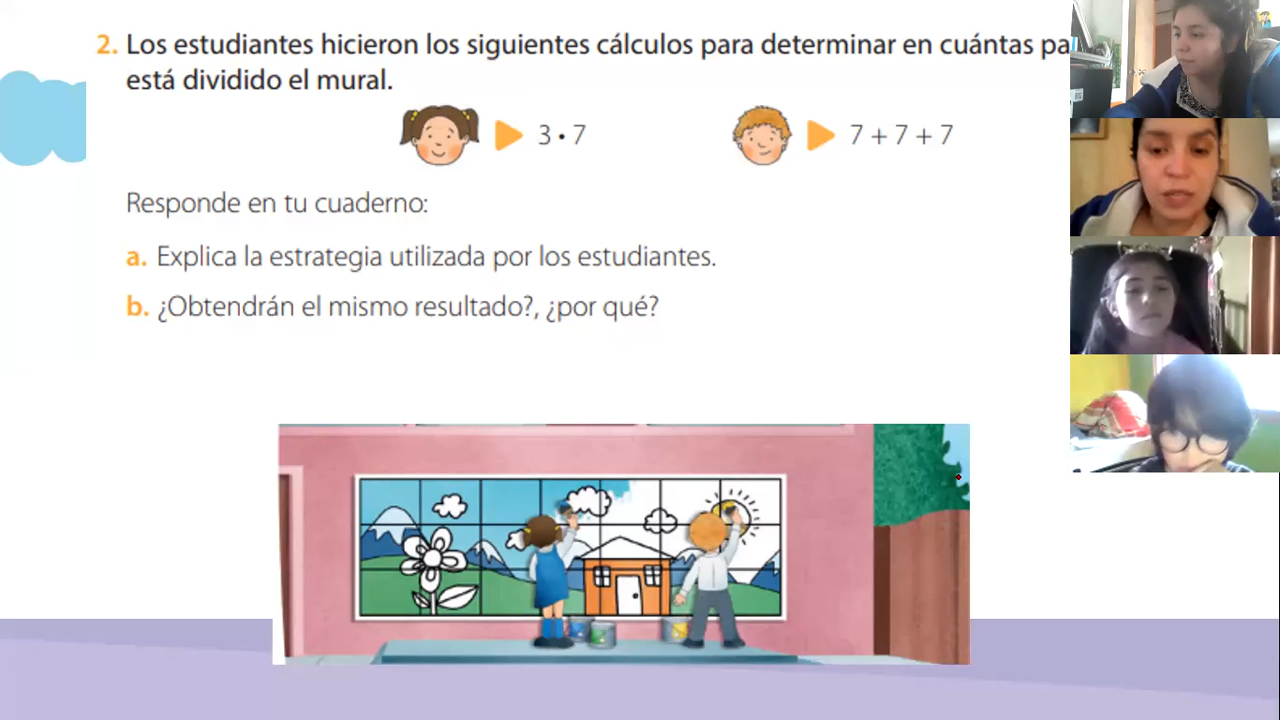 2. Los estudiantes hicieron los siguientes cálculos para determinar en cuántas pa
está dividido el mural.
3 • 7
7 + 7 + 7
Responde en tu cuaderno:
a. Explica la estrategia utilizada por los estudiantes.
b. ¿Obtendrán el mismo resultado?, ¿por qué?